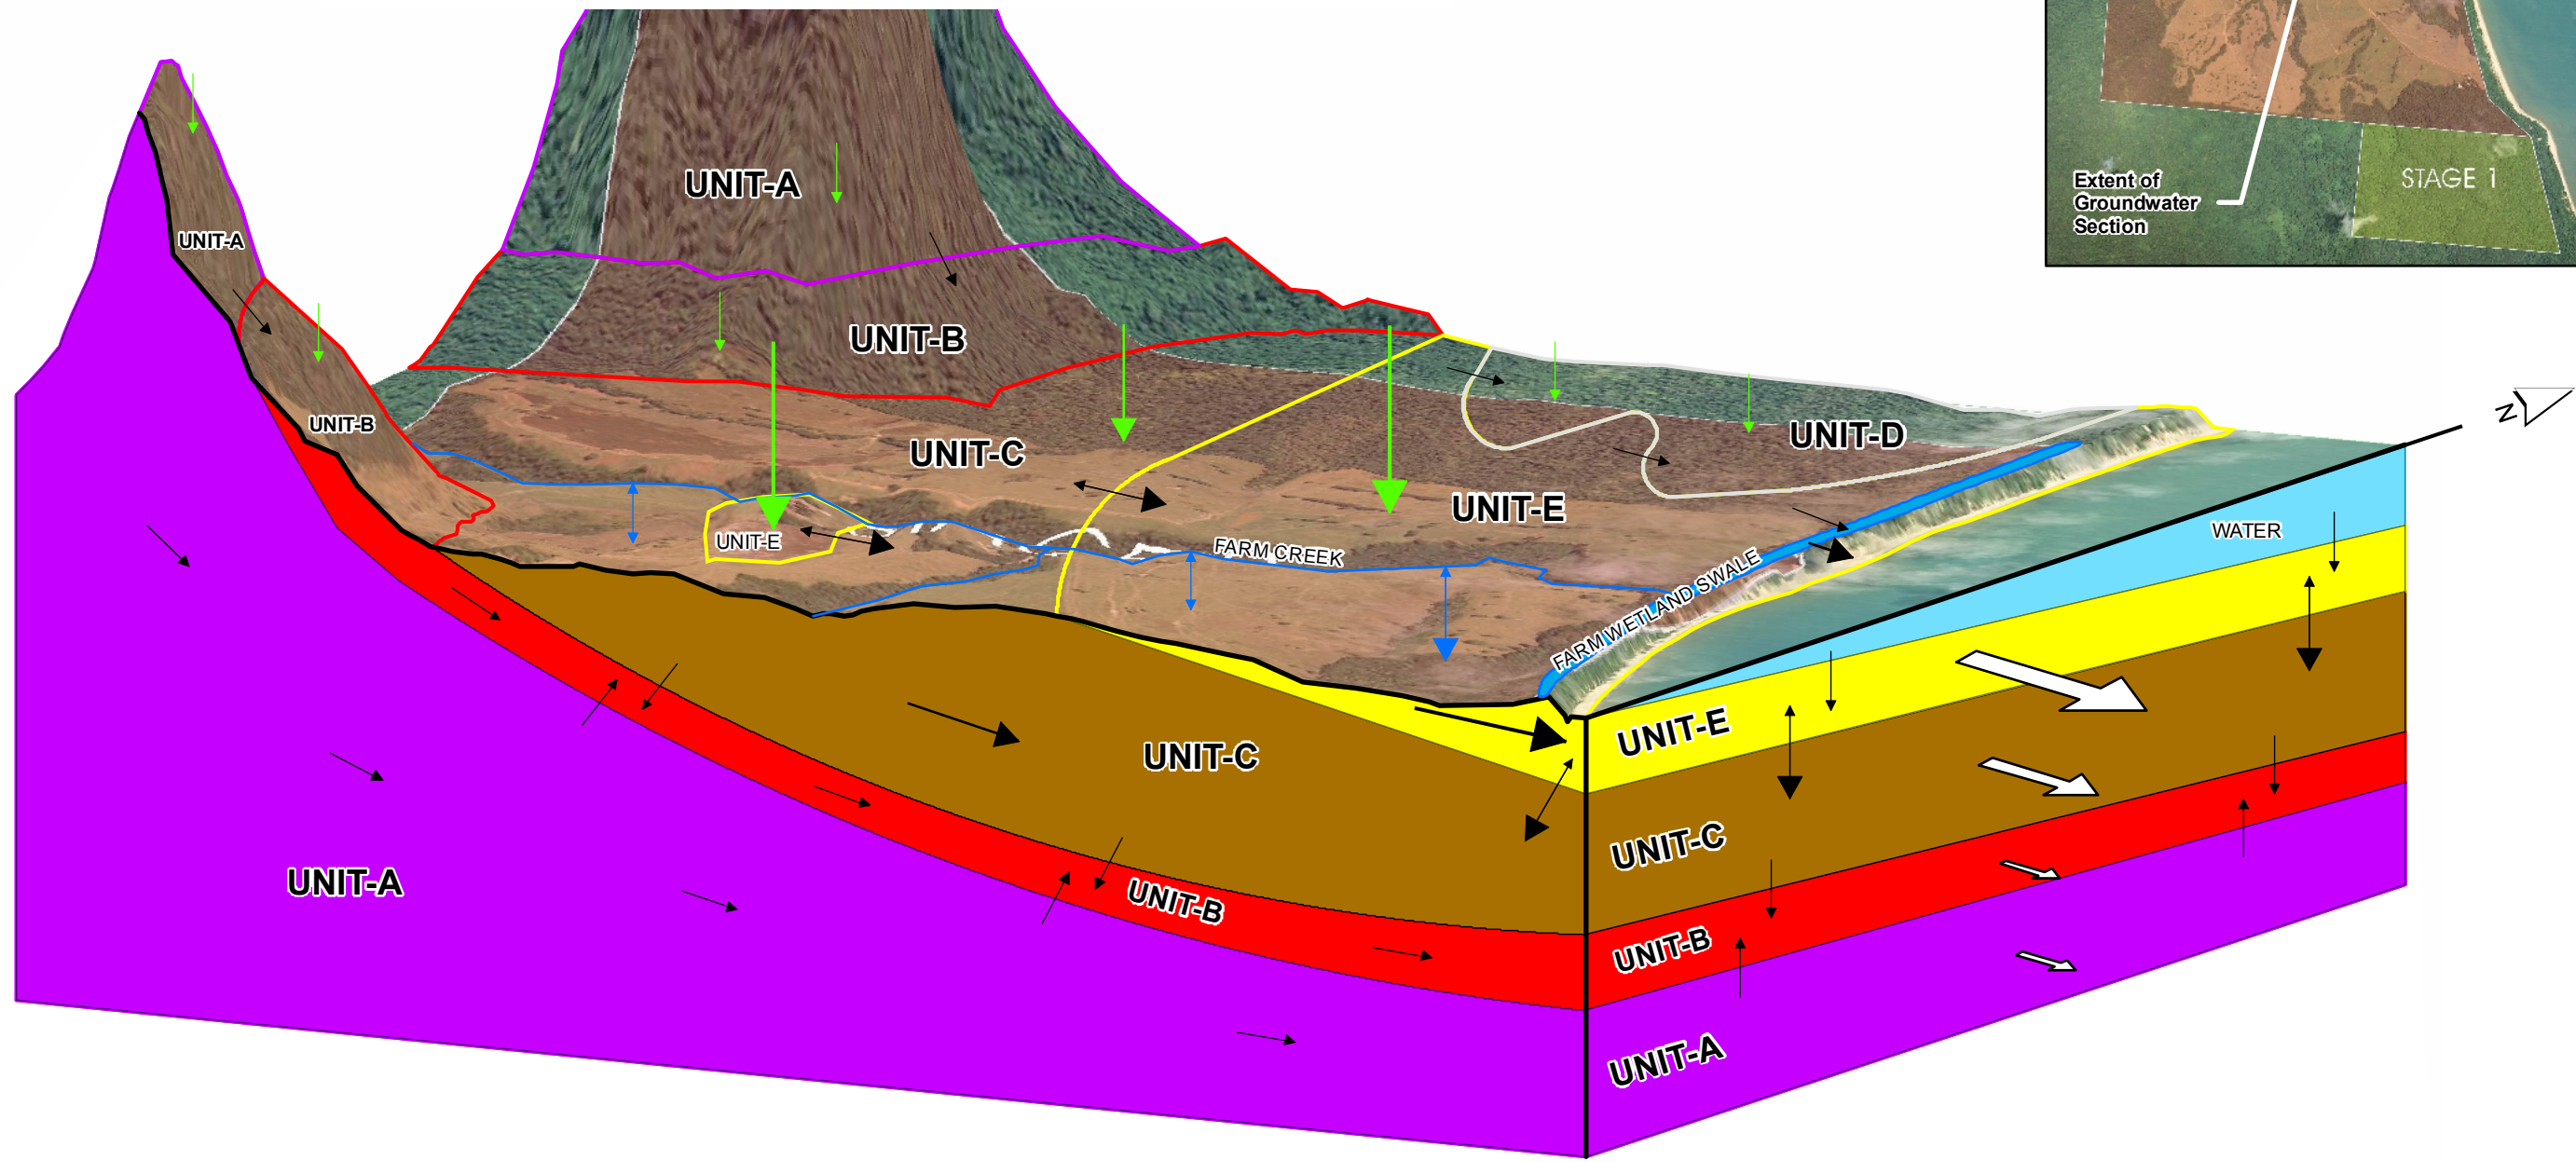 Extent of
Groundwater
Section
STAGE 1
UNIT-A
UNIT-A
UNIT-B
UNIT-B
UNIT-C
UNIT-D
UNIT-E
UNIT-E
FARM CREEK
FARM WETLAND SWALE
WATER
N
UNIT-E
UNIT-C
UNIT-C
UNIT-A
UNIT-B
UNIT-B
UNIT-A